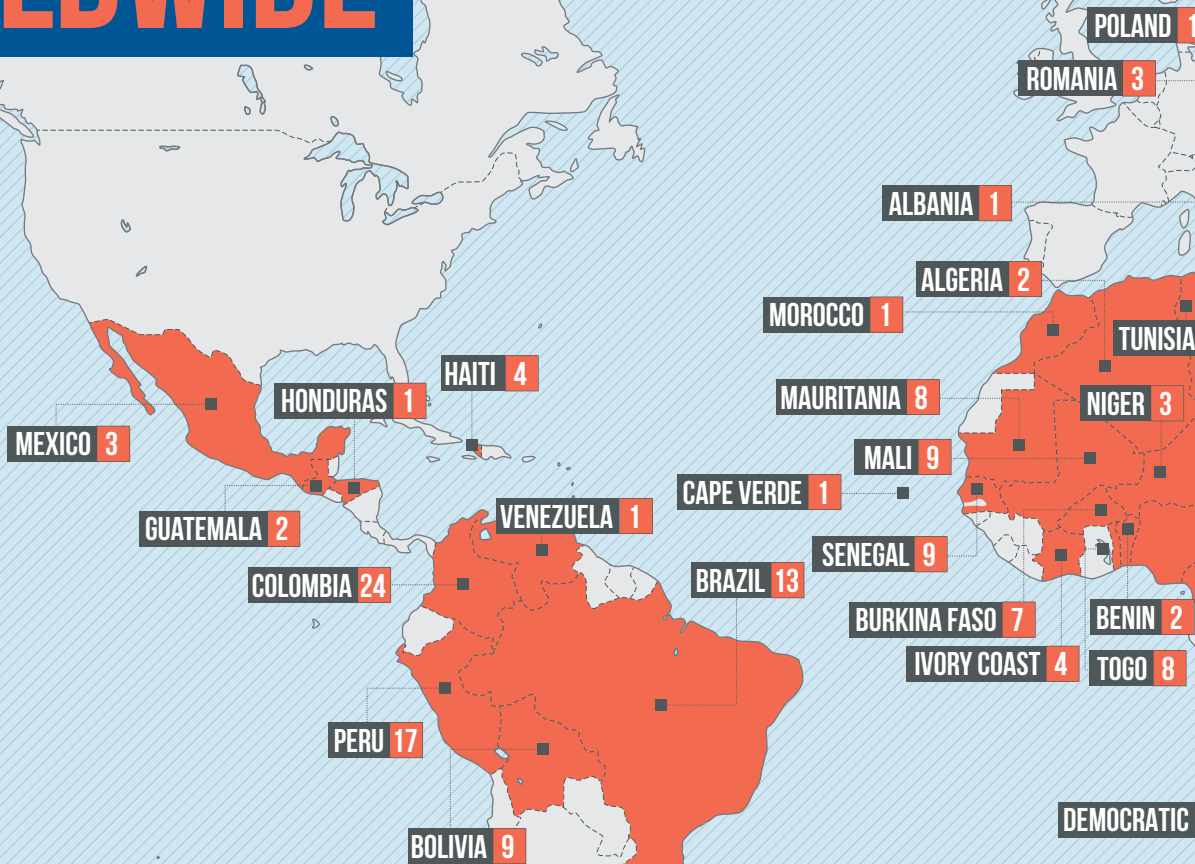 POLAND 1
ROMANIA 3
ALBANIA 1
ALGERIA 2
MOROCCO 1
TUNISIA
HAITI 4
HONDURAS 1
MAURITANIA 8
NIGER 3
MEXICO 3
MALI 9
CAPE VERDE 1
VENEZUELA 1
GUATEMALA 2
SENEGAL 9
COLOMBIA 24
BRAZIL 13
BURKINA FASO 7
BENIN 2
IVORY COAST 4
TOGO 8
PERU 17
DEMOCRATIC
BOLIVIA 9